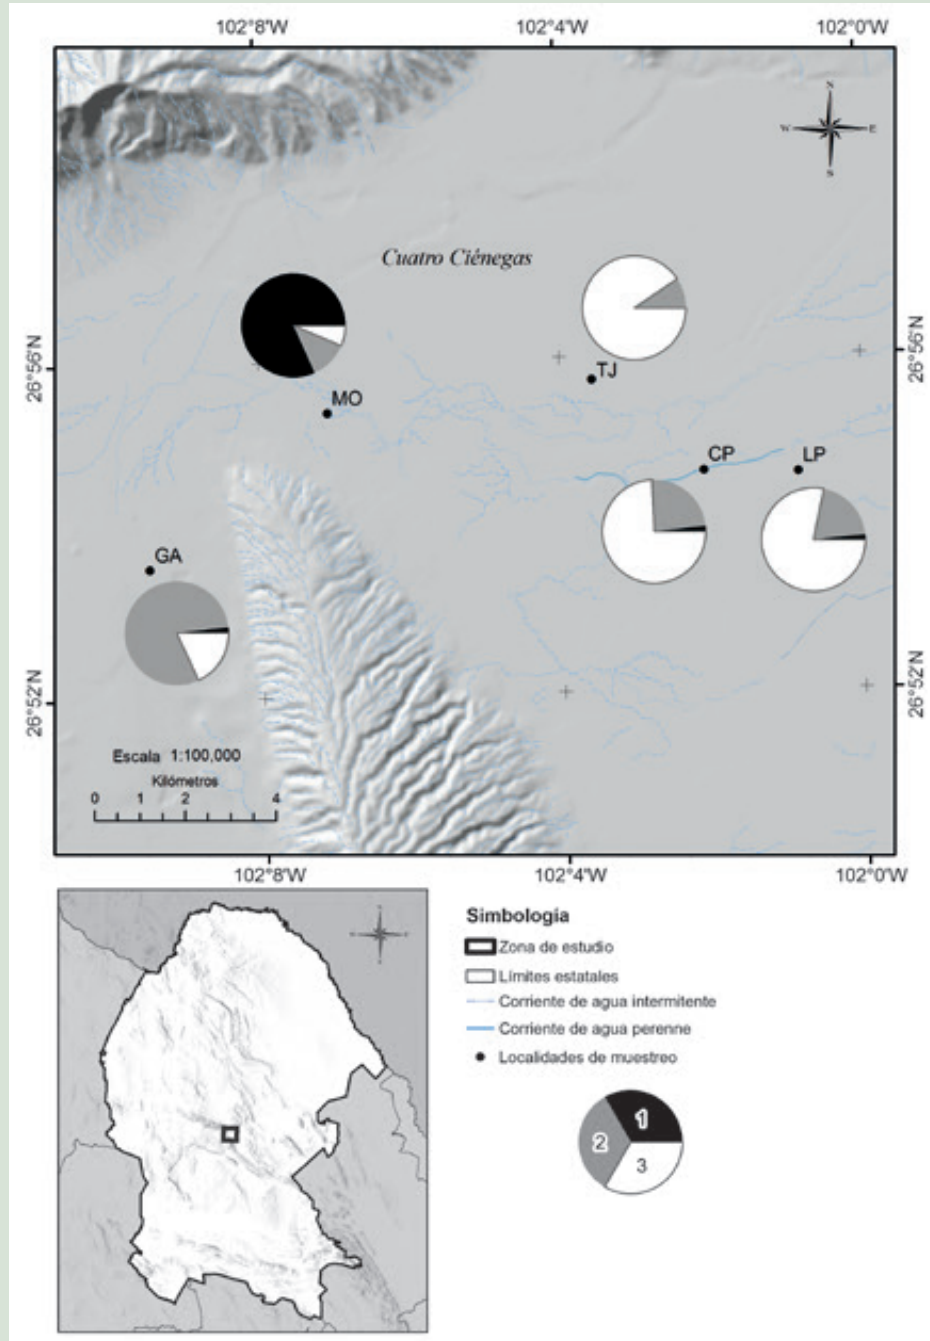 102°8'W 102°4'W 102°0'W
N
W E
S
Cuatro Ciénegas
26°56'N 26°56'N
TJ
MO
CP LP
GA
26°52'N 26°52'N
Escala 1:100,000
Kilómetros
0 1 2 4
102°8'W 102°4'W 102°0'W
Simbología
Zona de estudio
Límites estatales
Corriente de agua intermitente
Corriente de agua perenne
Localidades de muestreo
1
2
3